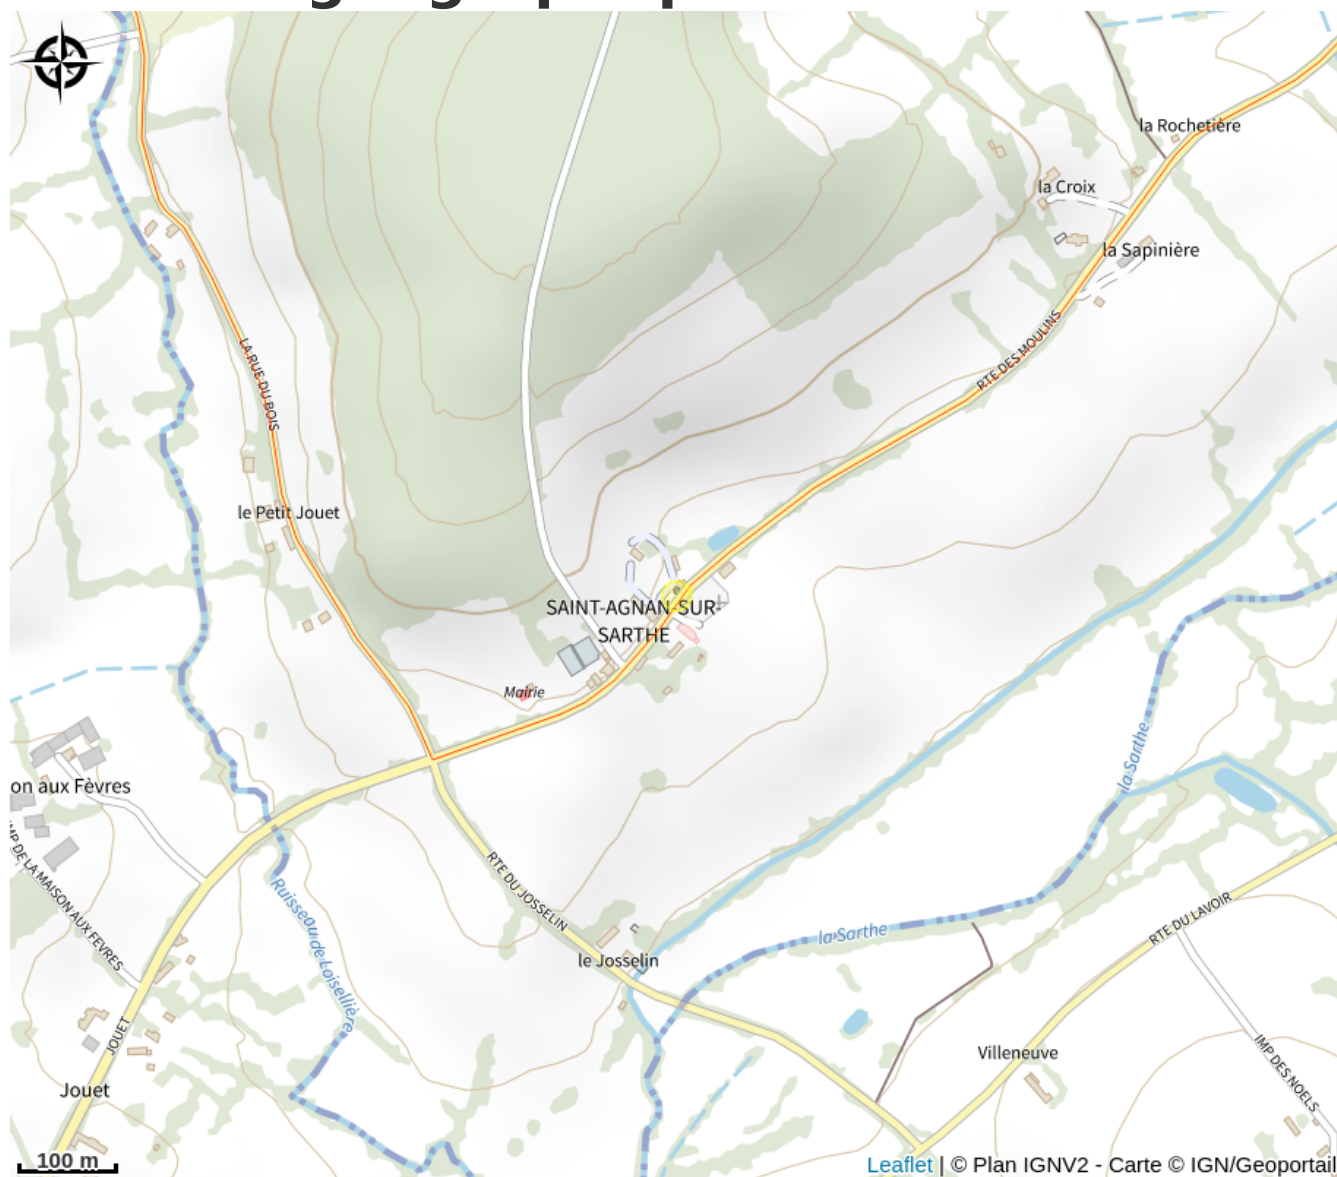 la Rochetière
la Croix
la Sapinière
LA RUE DU BOIS
RTE DES MOULINS
le Petit Jouet
SAINT-AGNAN-SUR-
SARTHE
Mairie
la Sarthe
on aux Fèvres
IMP DE LA MAISON AUX FEVRES
RTE DU JOSSELIN
Ruisseau de Loisellière
la Sarthe
RTE DU LAVOIR
le Josselin
JOUET
Villeneuve
IMP DES NOELS
Jouet
100 m
Leaflet | © Plan IGNV2 - Carte © IGN/Geoportail